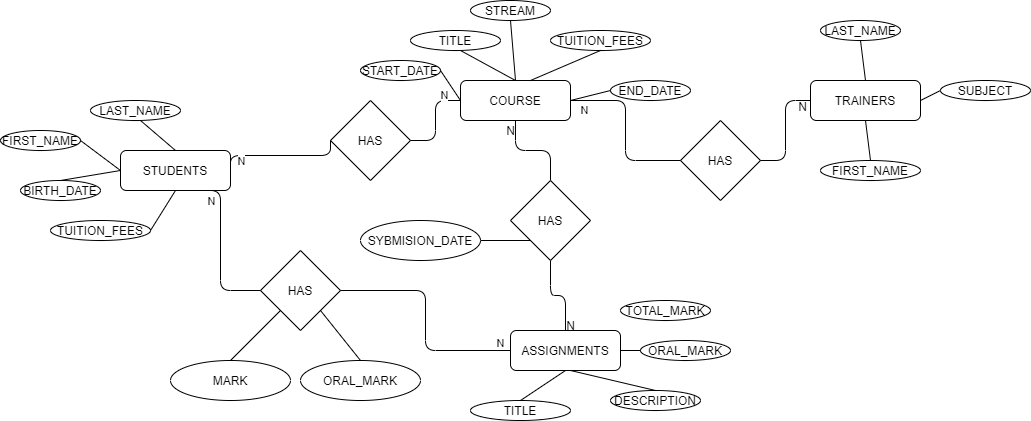 STREAM
TITLE
TUITION_FEES
LAST_NAME
START_DATE
END_DATE
SUBJECT
N
COURSE
N
N
TRAINERS
LAST_NAME
FIRST_NAME
N
HAS
HAS
N
STUDENTS
FIRST_NAME
BIRTH_DATE
N
HAS
TUITION_FEES
SYBMISION_DATE
HAS
TOTAL_MARK
N
N
ASSIGNMENTS
ORAL_MARK
MARK
ORAL_MARK
TITLE
DESCRIPTION